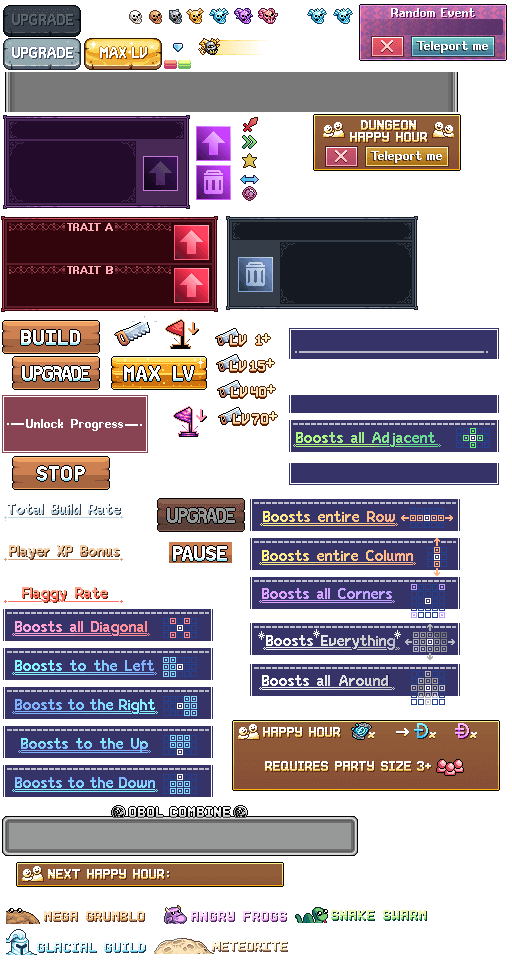 UPGRADE
UPGRADE
MAX LV
Random Event
Teleport me
DUNGEON
HAPPY HOUR
Teleport me
TRAIT A
TRAIT B
BUILD
UPGRADE
MAX LV
LV 1+
LV 15+
LV 40+
LV 70+
Unlock Progress
Boosts all Adjacent
STOP
Total Build Rate
UPGRADE
Boosts entire Row
Player XP Bonus
PAUSE
Boosts entire Column
Flaggy Rate
Boosts all Corners
Boosts all Diagonal
*Boosts*Everything*
Boosts to the Left
Boosts all Around
Boosts to the Right
Boosts to the Up
Boosts to the Down
HAPPY HOUR x → Đx Đx
REQUIRES PARTY SIZE 3+
OBOL COMBINE
NEXT HAPPY HOUR:
MEGA GRUMBLO
ANGRY FROGS
SNAKE SWARM
GLACIAL GUILD
METEORITE